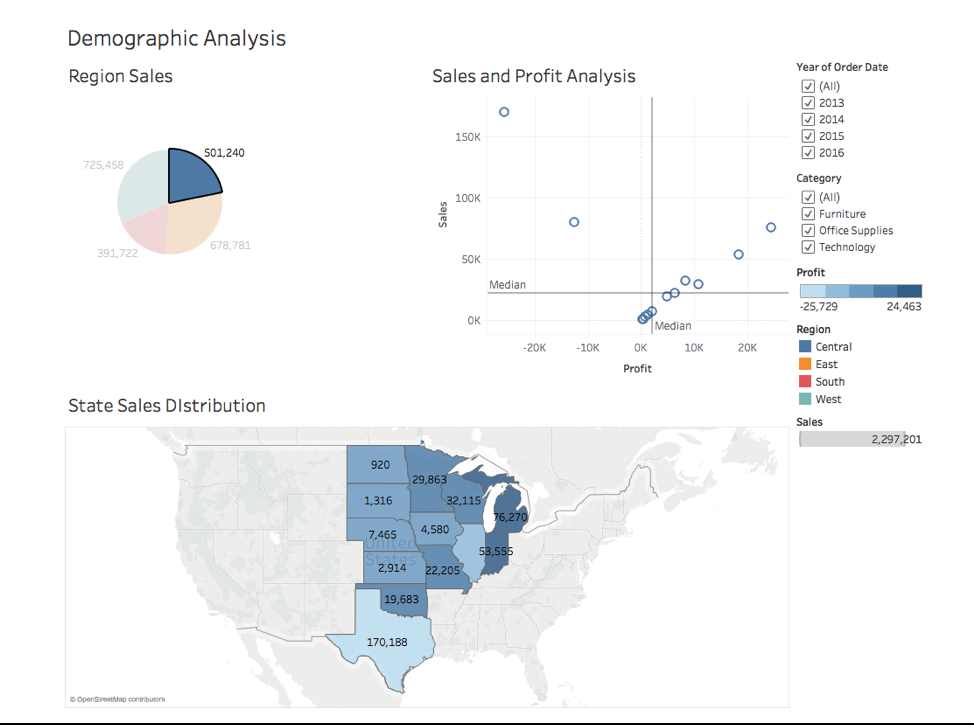 Demographic Analysis
Region Sales
501,240
725,458
678,781
391,722
Sales and Profit Analysis
150K
100K
50K
0K
Sales
Median
Median
-20K -10K 0K 10K 20K
Profit
Year of Order Date
(All)
2013
2014
2015
2016
Category
(All)
Furniture
Office Supplies
Technology
Profit
-25,729 24,463
Region
Central
East
South
West
Sales
2,297,201
State Sales DIstribution
920
29,863
1,316
32,115
76,270
7,465
4,580
United
States
53,555
2,914
22,205
19,683
170,188
© OpenStreetMap contributors